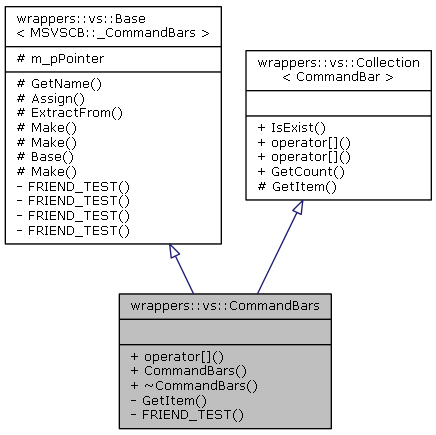 wrappers::vs::Base
< MSVSCB::_CommandBars >
# m_pPointer
# GetName()
# Assign()
# ExtractFrom()
# Make()
# Make()
# Base()
# Make()
- FRIEND_TEST()
- FRIEND_TEST()
- FRIEND_TEST()
- FRIEND_TEST()
wrappers::vs::Collection
< CommandBar >
+ IsExist()
+ operator[]()
+ operator[]()
+ GetCount()
# GetItem()
wrappers::vs::CommandBars
+ operator[]()
+ CommandBars()
+ ~CommandBars()
- GetItem()
- FRIEND_TEST()